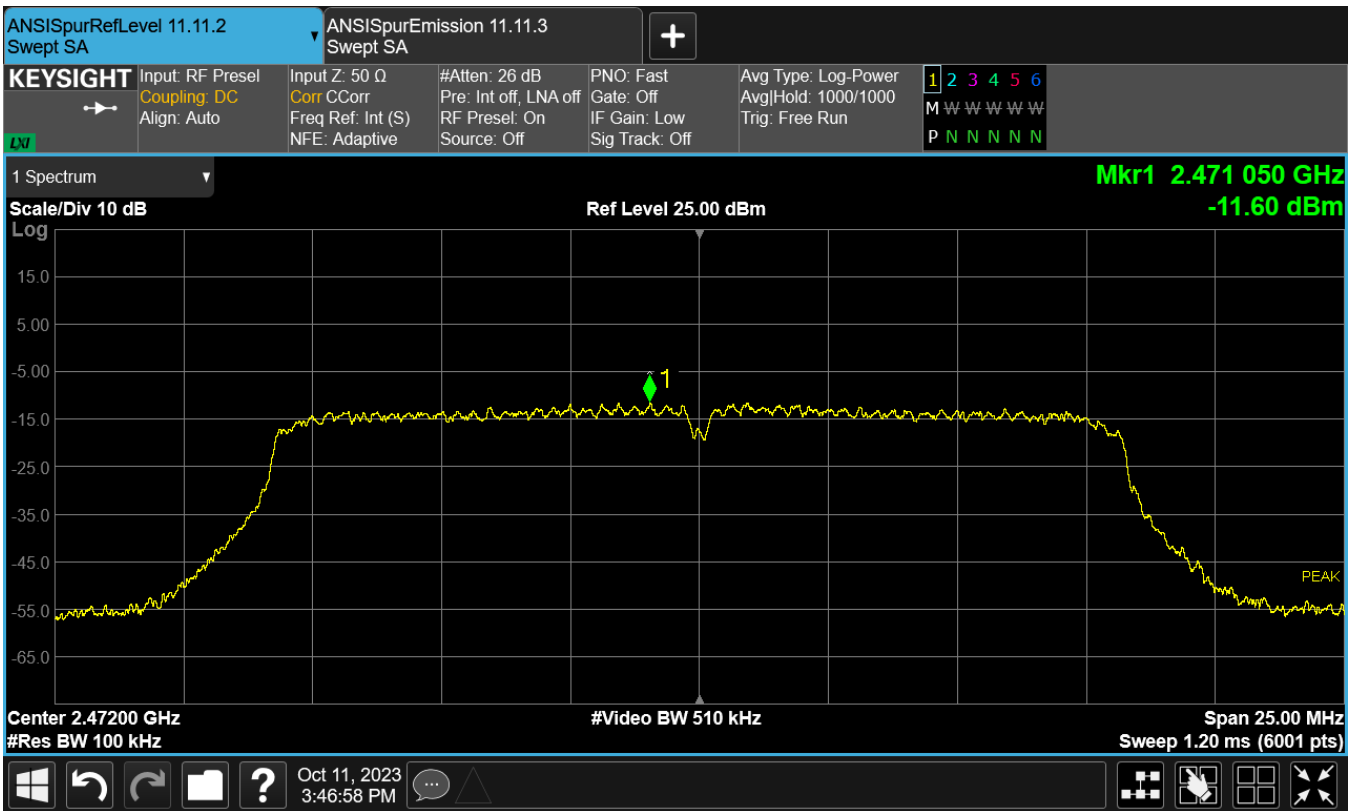 ANSISpurRefLevel 11.11.2
Swept SA
ANSISpurEmission 11.11.3
Swept SA
KEYSIGHT
LXI
Input: RF Presel
Coupling: DC
Align: Auto
Input Z: 50 Ω
Corr CCorr
Freq Ref: Int (S)
NFE: Adaptive
#Atten: 26 dB
Pre: Int off, LNA off
RF Presel: On
Source: Off
PNO: Fast
Gate: Off
IF Gain: Low
Sig Track: Off
Avg Type: Log-Power
Avg|Hold: 1000/1000
Trig: Free Run
1 2 3 4 5 6
M W W W W W W
P N N N N N N
1 Spectrum
Mkr1 2.471 050 GHz
-11.60 dBm
Scale/Div 10 dB
Ref Level 25.00 dBm
Log
15.0
5.00
-5.00
1
-15.0
-25.0
-35.0
-45.0
PEAK
-55.0
-65.0
Center 2.47200 GHz
#Video BW 510 kHz
Span 25.00 MHz
#Res BW 100 kHz
Sweep 1.20 ms (6001 pts)
?
Oct 11, 2023
3:46:58 PM